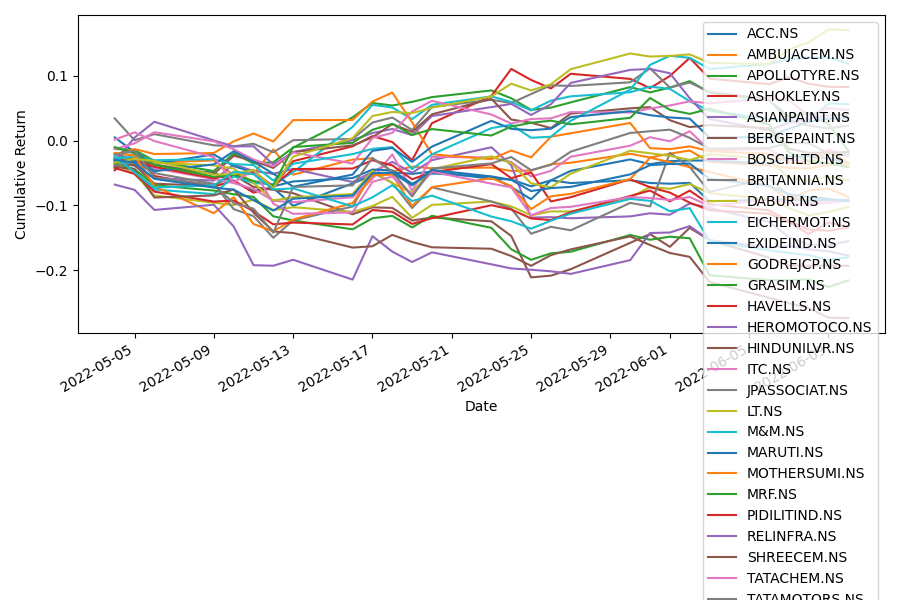 Cumulative Return
0.1
0.0
−0.1
−0.2
2022-05-05
2022-05-09
2022-05-13
2022-05-17
2022-05-21
2022-05-25
2022-05-29
2022-06-01
Date
ACC.NS
AMBUJACEM.NS
APOLLOTYRE.NS
ASHOKLEY.NS
ASIANPAINT.NS
BERGEPAINT.NS
BOSCHLTD.NS
BRITANNIA.NS
DABUR.NS
EICHERMOT.NS
EXIDEIND.NS
GODREJCP.NS
GRASIM.NS
HAVELLS.NS
HEROMOTOCO.NS
HINDUNILVR.NS
ITC.NS
JPASSOCIAT.NS
LT.NS
M&M.NS
MARUTI.NS
MOTHERSUMI.NS
MRF.NS
PIDILITIND.NS
RELINFRA.NS
SHREECEM.NS
TATACHEM.NS
TATAMOTORS.NS